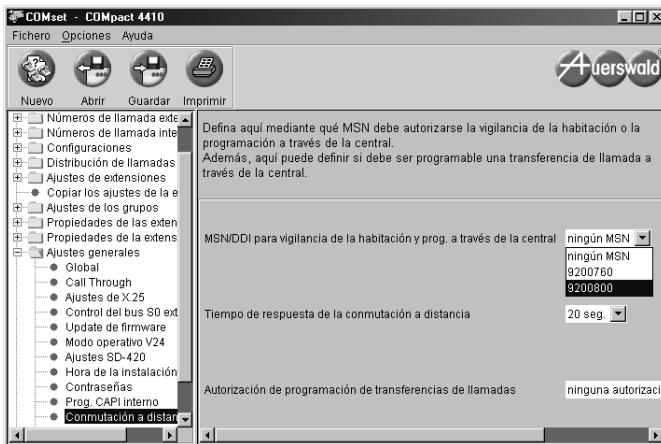 COMset - COMpact 4410
Fichero Opciones Ayuda
Nuevo Abrir Guardar Imprimir
Auerswald
Números de llamada exte
Números de llamada inte
Configuraciones
Distribución de llamadas
Ajustes de extensiones
Copiar los ajustes de la e
Ajustes de los grupos
Propiedades de las exten
Propiedades de la extens
Ajustes generales
Global
Call Through
Ajustes de X.25
Control del bus S0 ext
Update de firmware
Modo operativo V24
Ajustes SD-420
Hora de la instalación
Contraseñas
Prog. CAPI interno
Conmutación a distan
Defina aquí mediante qué MSN debe autorizarse la vigilancia de la habitación o la
programación a través de la central.
Además, aquí puede definir si debe ser programable una transferencia de llamada a
través de la central.
MSN/DDI para vigilancia de la habitación y prog. a través de la central ningún MSN
ningún MSN
9200760
9200800
Tiempo de respuesta de la conmutación a distancia 20 seg.
Autorización de programación de transferencias de llamadas ninguna autorizaci